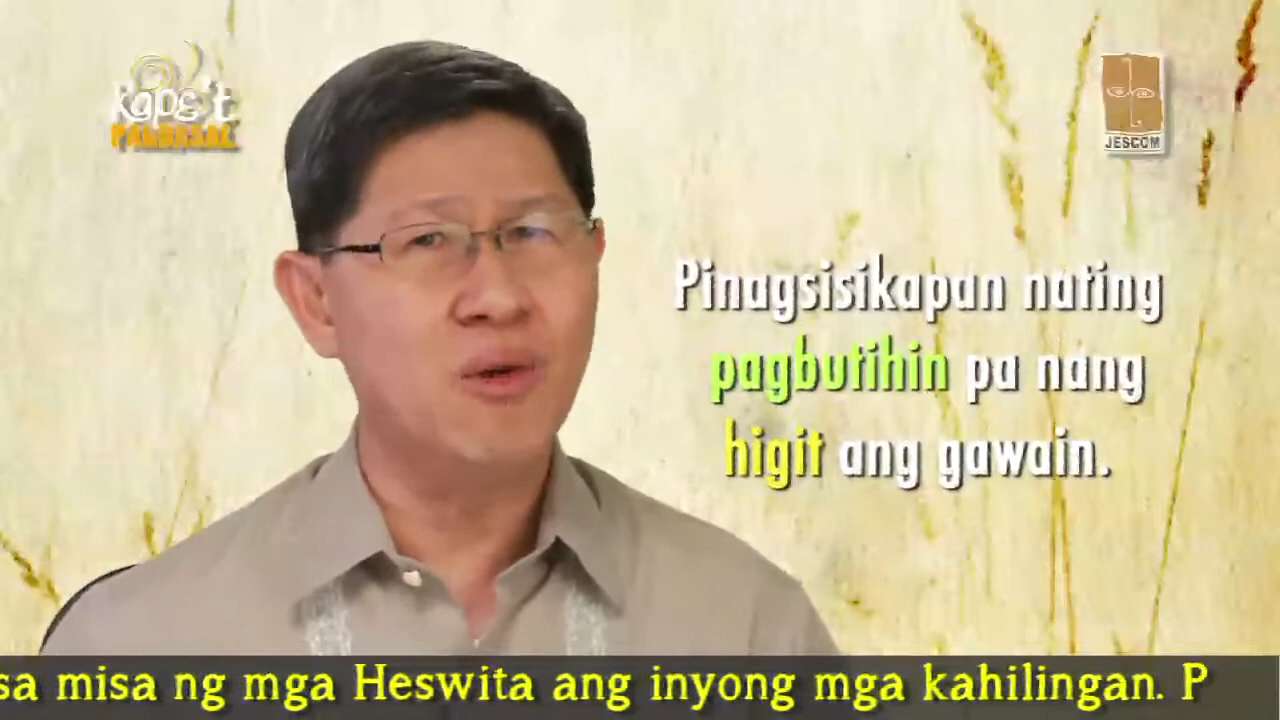 Kape't
PANDASAL
JESCOM
Pinagsisikapan nating
pagbutihin pa nang
higit ang gawain.
sa misa ng mga Heswita ang inyong mga kahilingan. P